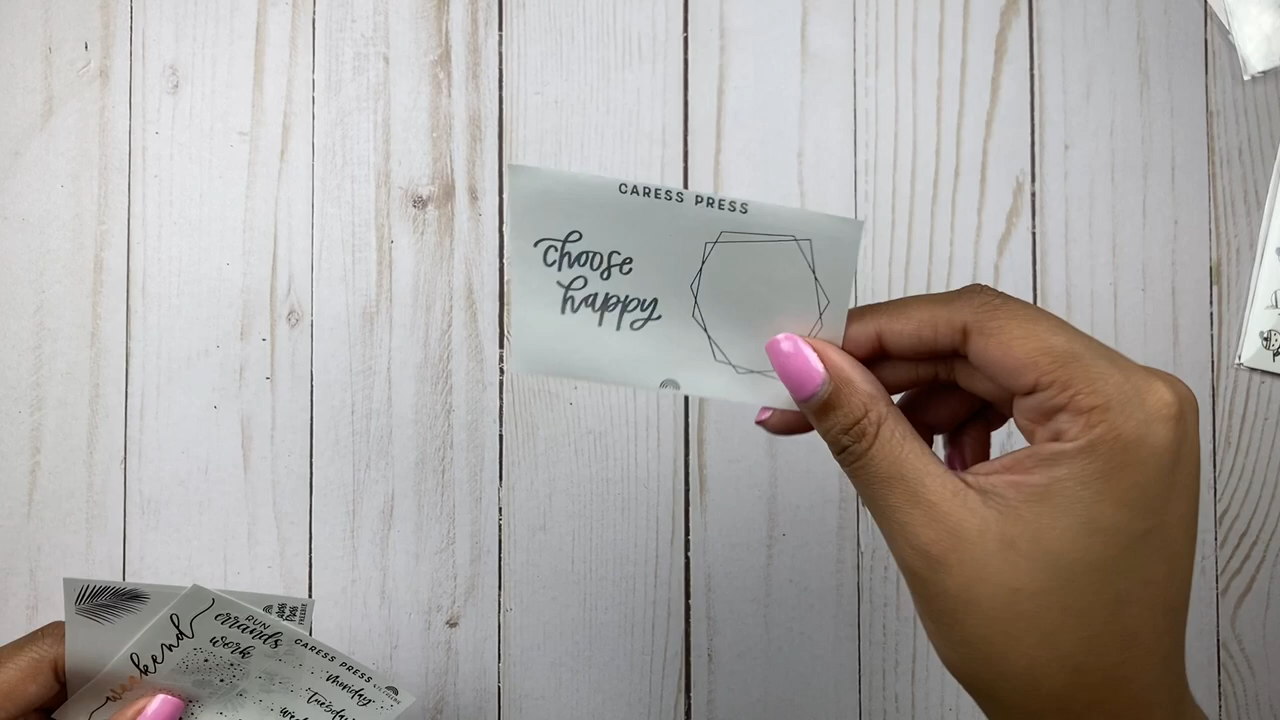 CARESS PRESS
choose
happy
weekend
RUN
errands
work
CARESS PRESS
monday
Tuesday